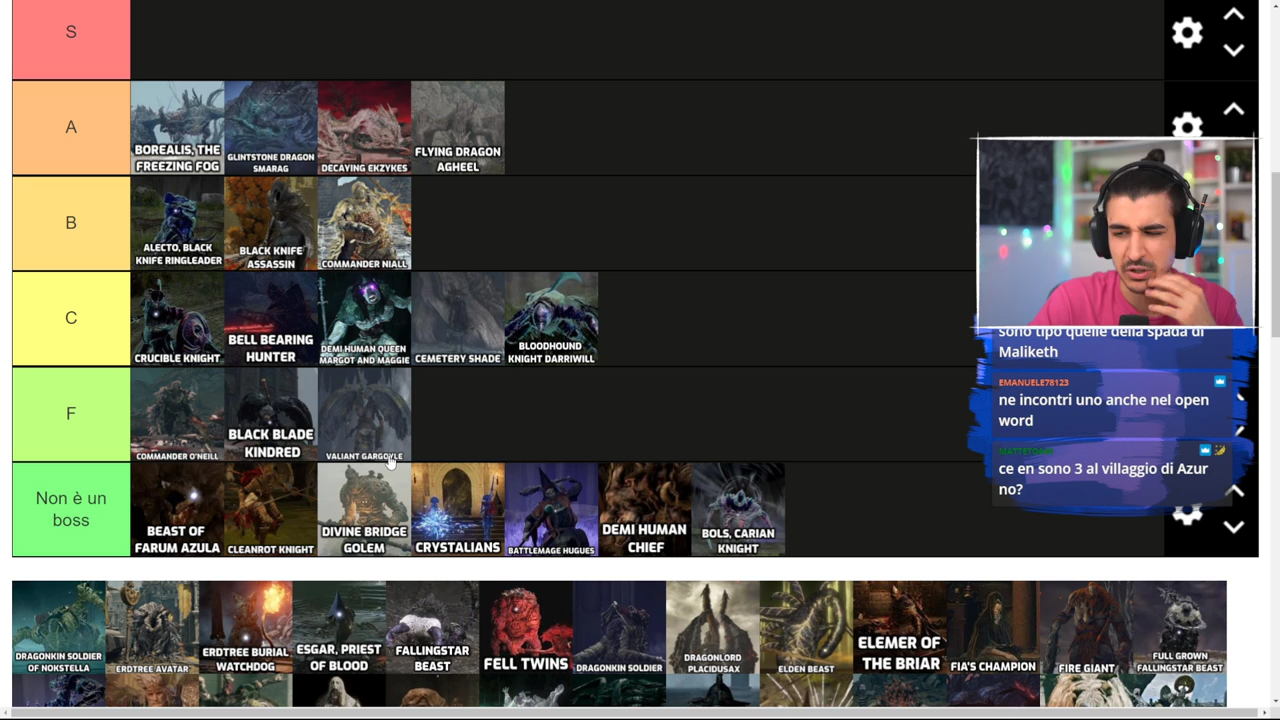 S
A
BOREALIS, THE
FREEZING FOG
GLINTSTONE DRAGON
SMARAG
DECAYING EKZYKES
FLYING DRAGON
AGHEEL
B
ALECTO, BLACK
KNIFE RINGLEADER
BLACK KNIFE
ASSASSIN
COMMANDER NIALL
C
CRUCIBLE KNIGHT
BELL BEARING
HUNTER
DEMI HUMAN QUEEN
MARGOT AND MAGGIE
CEMETERY SHADE
BLOODHOUND
KNIGHT DARRIWILL
F
COMMANDER O'NEILL
BLACK BLADE
KINDRED
VALIANT GARGOYLE
Non è un
boss
BEAST OF
FARUM AZULA
CLEANROT KNIGHT
DIVINE BRIDGE
GOLEM
CRYSTALIANS
BATTLEMAGE HUGUES
DEMI HUMAN
CHIEF
BOLS, CARIAN
KNIGHT
sono tipo quelle della spada di
Maliketh
EMANUELE78123
ne incontri uno anche nel open
word
ce en sono 3 al villaggio di Azur
no?
DRAGONKIN SOLDIER
OF NOKSTELLA
ERDTREE AVATAR
ERDTREE BURIAL
WATCHDOG
ESGAR, PRIEST
OF BLOOD
FALLINGSTAR
BEAST
FELL TWINS
DRAGONKIN SOLDIER
DRAGONLORD
PLACIDUSAX
ELDEN BEAST
ELEMER OF
THE BRIAR
FIA'S CHAMPION
FIRE GIANT
FULL GROWN
FALLINGSTAR BEAST